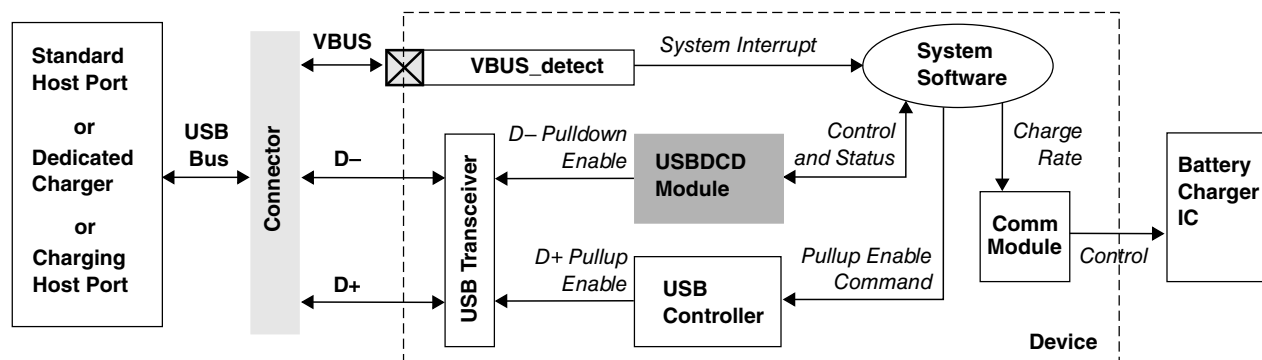 Standard
Host Port
or
Dedicated
Charger
or
Charging
Host Port
USB
Bus
Connector
VBUS
D–
D+
VBUS_detect
System Interrupt
System
Software
USB Transceiver
D– Pulldown
Enable
USBDCD
Module
Control
and Status
Charge
Rate
D+ Pullup
Enable
USB
Controller
Pullup Enable
Command
Comm
Module
Control
Battery
Charger
IC
Device